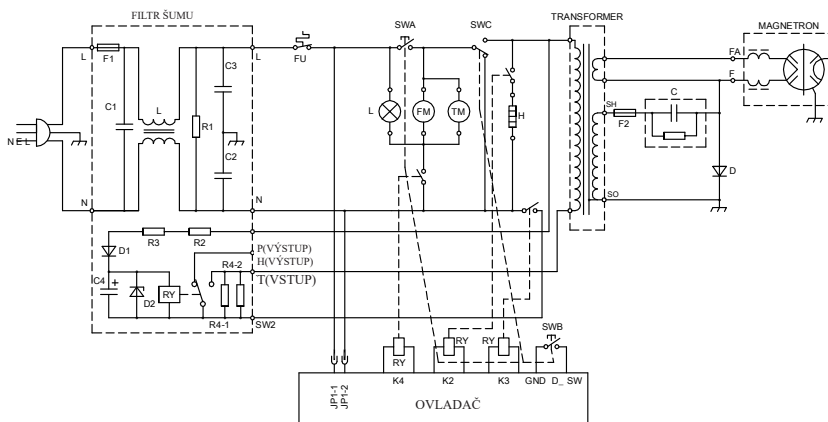 FILTR ŠUMU
SWA
SWC
TRANSFORMER
MAGNETRON
L
F1
L
FU
FA
F
C3
C1
L
R1
L
FM
TM
H
SH
F2
C
N E L
C2
D
N
N
SO
R3
R2
D1
P(VÝSTUP)
H(VÝSTUP)
R4-2
T(VSTUP)
C4
+
D2
RY
R4-1
SW2
SWB
RY
RY
RY
JP1-1
JP1-2
K4
K2
K3
GND
D_ SW
OVLADAČ